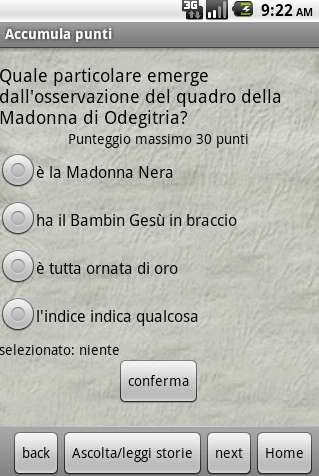 3G 9:22 AM
Accumula punti
Quale particolare emerge
dall'osservazione del quadro della
Madonna di Odegitria?
Punteggio massimo 30 punti
è la Madonna Nera
ha il Bambin Gesù in braccio
è tutta ornata di oro
l'indice indica qualcosa
selezionato: niente
conferma
back Ascolta/leggi storie next Home